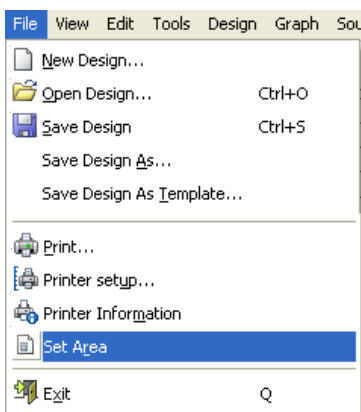 File View Edit Tools Design Graph
New Design...
Open Design... Ctrl+O
Save Design Ctrl+S
Save Design As...
Save Design As Template...
Print...
Printer setup...
Printer Information
Set Area
Exit Q